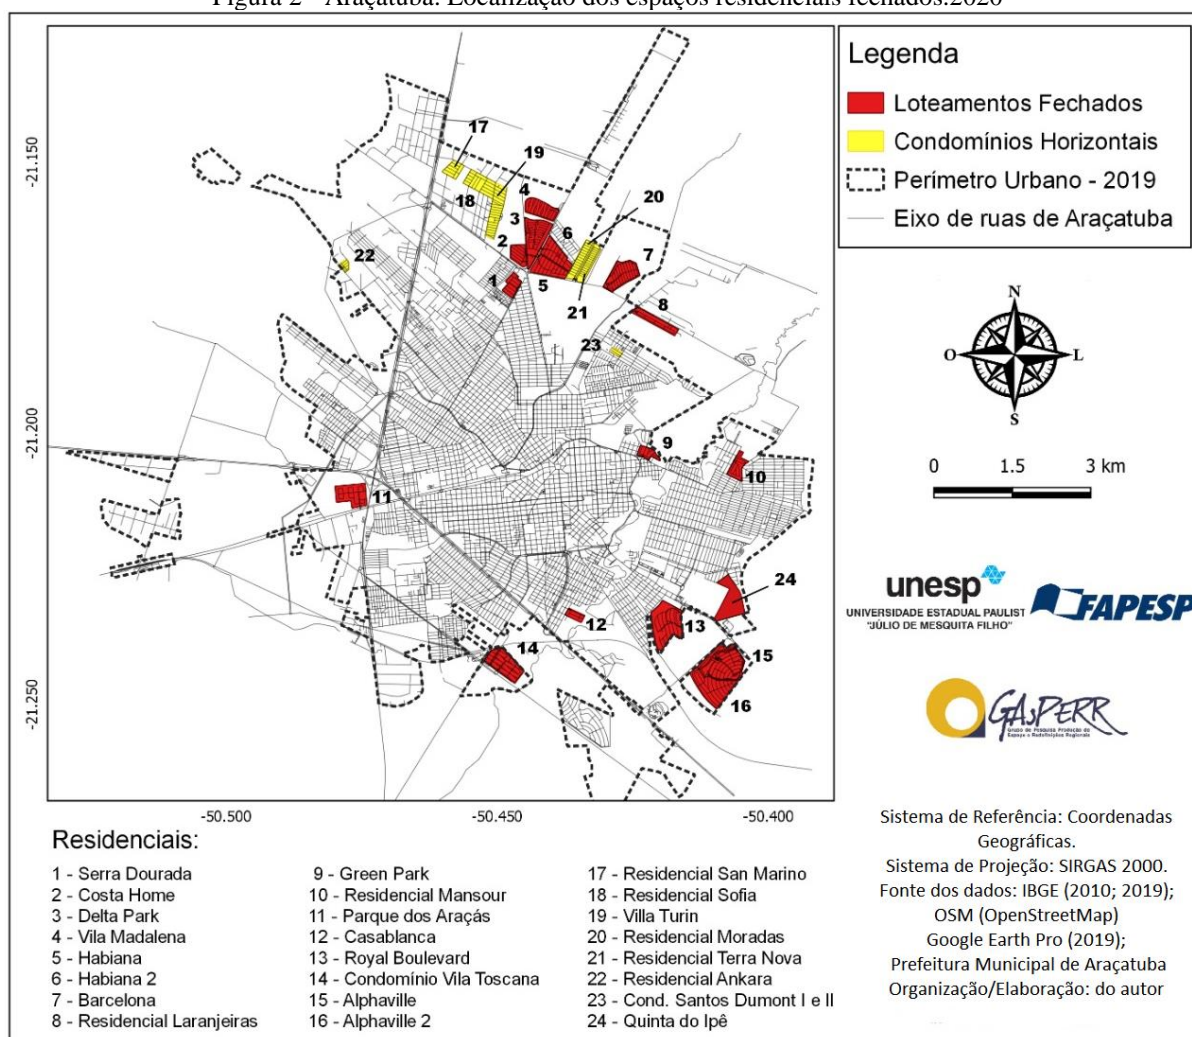 Figura 2 - Araçatuba: Localização dos espaços residenciais fechados.2020
Legenda
Loteamentos Fechados
Condomínios Horizontais
Perímetro Urbano - 2019
Eixo de ruas de Araçatuba
-21.150
-21.200
-21.250
-50.500
-50.450
-50.400
17
19
4
18
20
3
6
2
7
22
1
5
21
8
23
9
10
11
24
12
13
14
15
16
N
O
L
S
0 1.5 3 km
unesp
UNIVERSIDADE ESTADUAL PAULIST
"JÚLIO DE MESQUITA FILHO"
FAPESP
GAsPERR
Grupo de Pesquisa Produção do
Espaço e Redefinições Regionais
Residenciais:
1 - Serra Dourada
2 - Costa Home
3 - Delta Park
4 - Vila Madalena
5 - Habiana
6 - Habiana 2
7 - Barcelona
8 - Residencial Laranjeiras
9 - Green Park
10 - Residencial Mansour
11 - Parque dos Araçás
12 - Casablanca
13 - Royal Boulevard
14 - Condomínio Vila Toscana
15 - Alphaville
16 - Alphaville 2
17 - Residencial San Marino
18 - Residencial Sofia
19 - Villa Turin
20 - Residencial Moradas
21 - Residencial Terra Nova
22 - Residencial Ankara
23 - Cond. Santos Dumont I e II
24 - Quinta do Ipê
Sistema de Referência: Coordenadas
Geográficas.
Sistema de Projeção: SIRGAS 2000.
Fonte dos dados: IBGE (2010; 2019);
OSM (OpenStreetMap)
Google Earth Pro (2019);
Prefeitura Municipal de Araçatuba
Organização/Elaboração: do autor